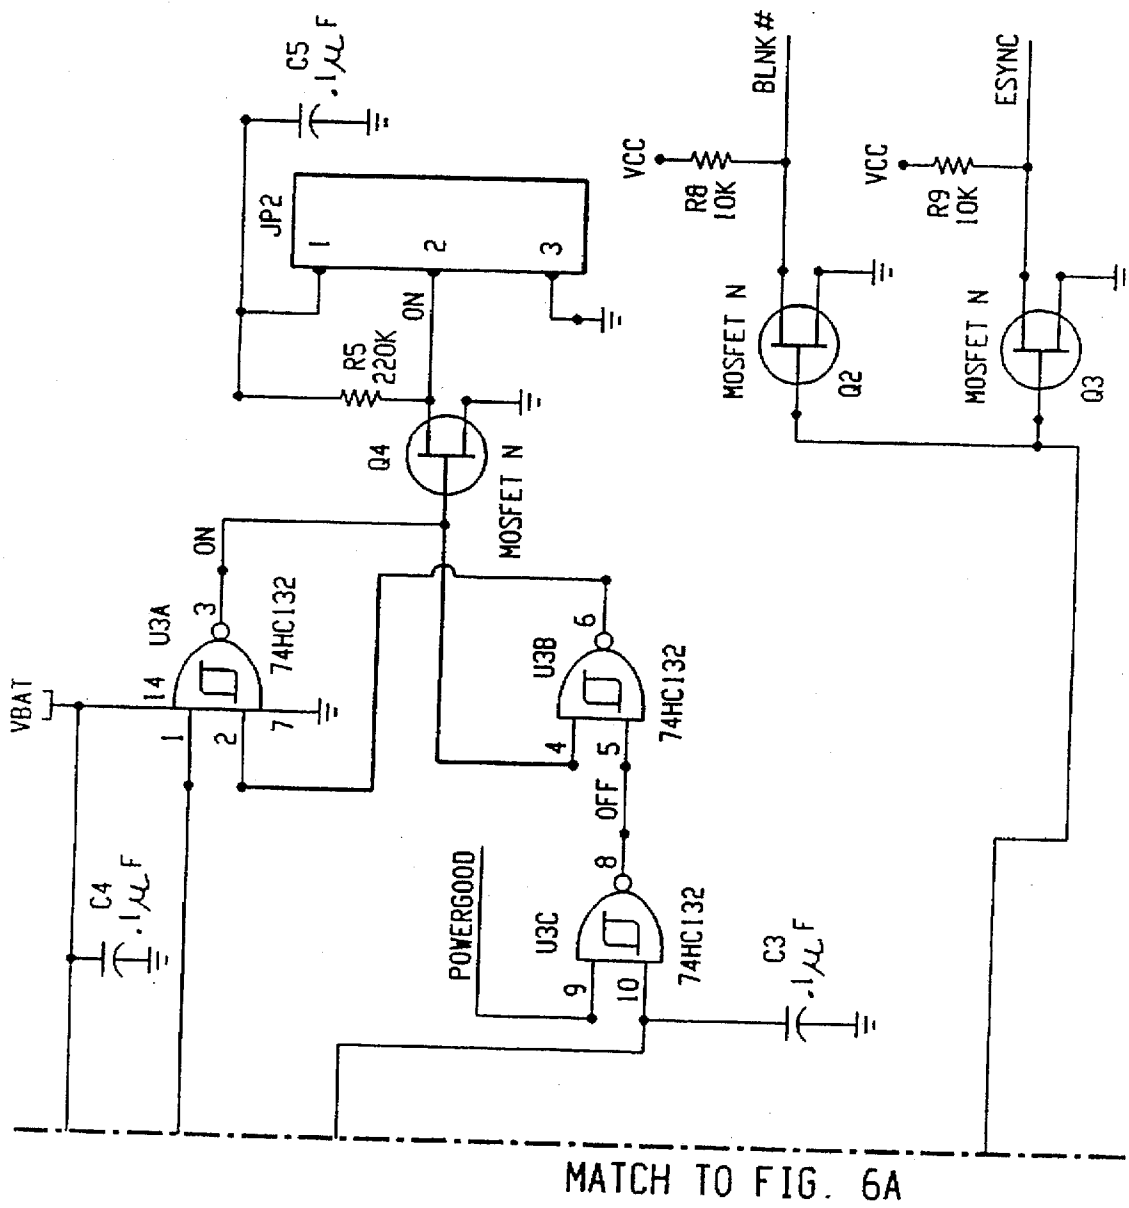 VBAT
C4
.1µF
14
1
2
7
U3A
3
74HC132
ON
C5
.1µF
JP2
1
2
3
ON
R5
220K
Q4
MOSFET N
U3B
4
5
6
74HC132
OFF
POWERGOOD
U3C
9
10
8
74HC132
C3
.1µF
VCC
R8
10K
BLNK#
MOSFET N
Q2
VCC
R9
10K
ESYNC
MOSFET N
Q3
MATCH TO FIG. 6A